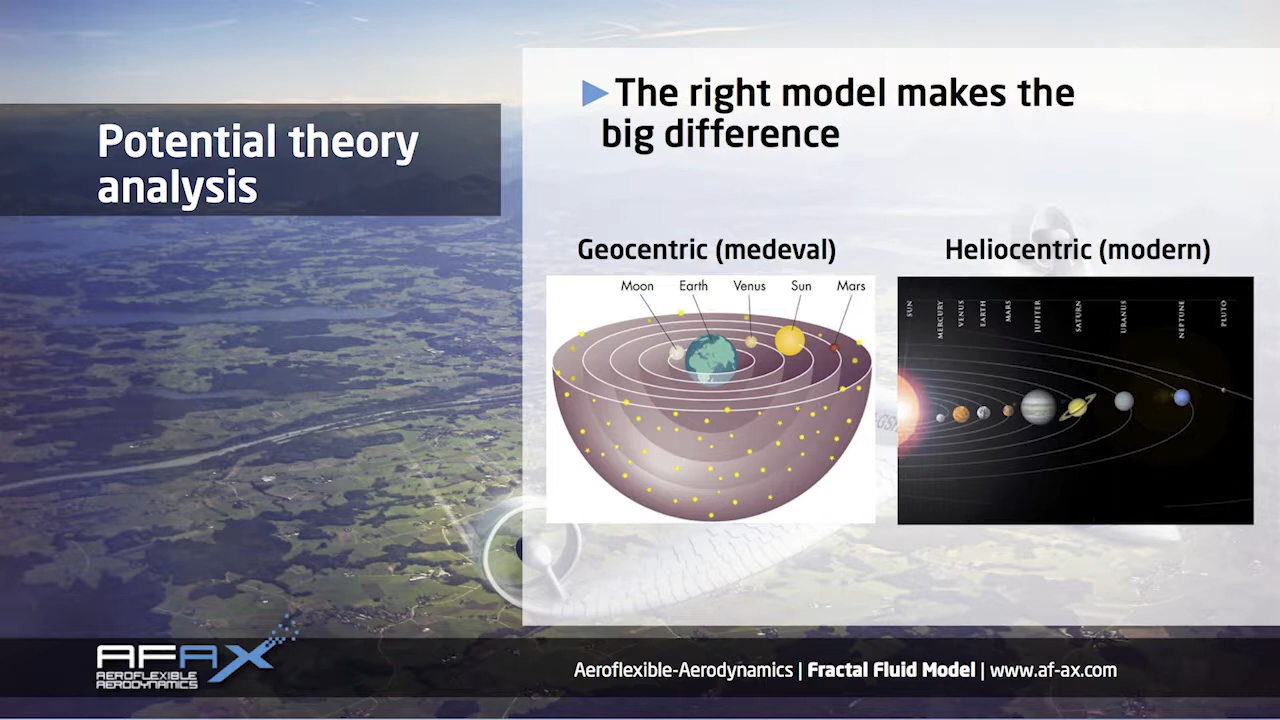 Potential theory
analysis
The right model makes the
big difference
Geocentric (medeval)
Moon Earth Venus Sun Mars
Heliocentric (modern)
SUN MERCURY VENUS EARTH MARS JUPITER SATURN URANUS NEPTUNE PLUTO
AFAX
AEROFLEXIBLE
AERODYNAMICS
Aeroflexible-Aerodynamics | Fractal Fluid Model | www.af-ax.com